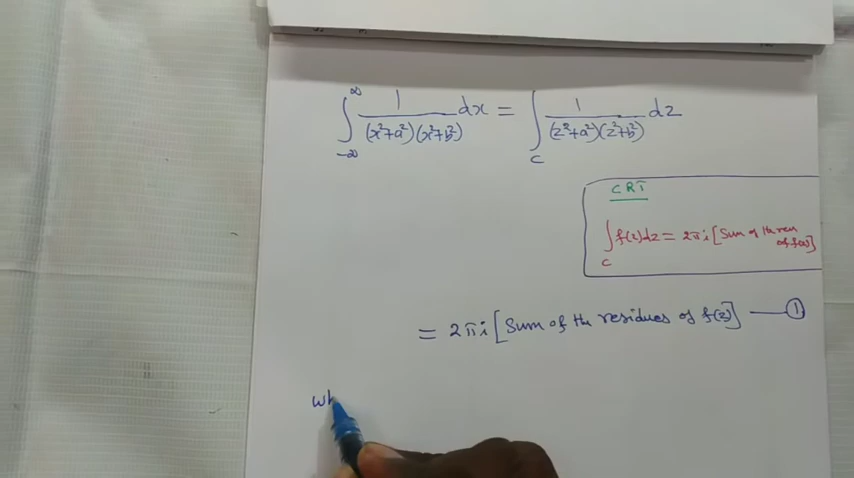 ∫_{-∞}^{∞} 1/((x²+a²)(x²+b²)) dx = ∫_C 1/((z²+a²)(z²+b²)) dz
CRT
∫_C f(z)dz = 2πi [Sum of the res
of f(z)]
= 2πi [Sum of the residues of f(z)] — ①
wh